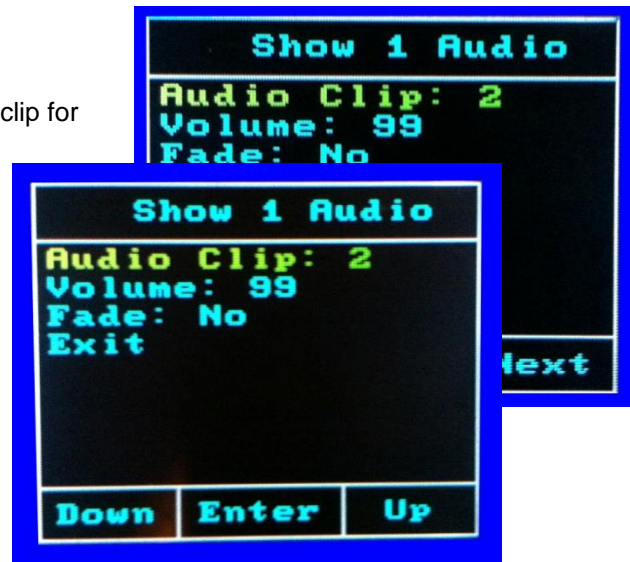 clip for
Show 1 Audio
Audio Clip: 2
Volume: 99
Fade: No
Next
Show 1 Audio
Audio Clip: 2
Volume: 99
Fade: No
Exit
Down Enter Up